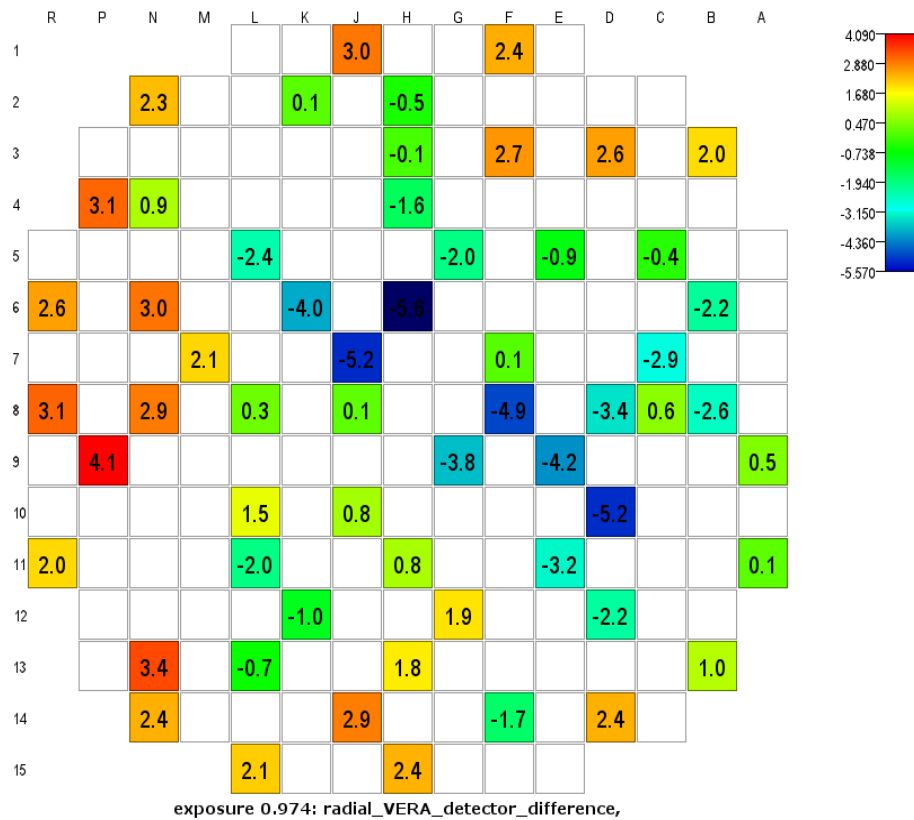 R P N M L K J H G F E D C B A
1 3.0 2.4
2 2.3 0.1 -0.5
3 -0.1 2.7 2.6 2.0
4 3.1 0.9 -1.6
5 -2.4 -2.0 -0.9 -0.4
6 2.6 3.0 -4.0 -5.6 -2.2
7 2.1 -5.2 0.1 -2.9
8 3.1 2.9 0.3 0.1 -4.9 -3.4 0.6 -2.6
9 4.1 -3.8 -4.2 0.5
10 1.5 0.8 -5.2
11 2.0 -2.0 0.8 -3.2 0.1
12 -1.0 1.9 -2.2
13 3.4 -0.7 1.8 1.0
14 2.4 2.9 -1.7 2.4
15 2.1 2.4
4.090
2.880
1.680
0.470
-0.738
-1.940
-3.150
-4.360
-5.570
exposure 0.974: radial_VERA_detector_difference,